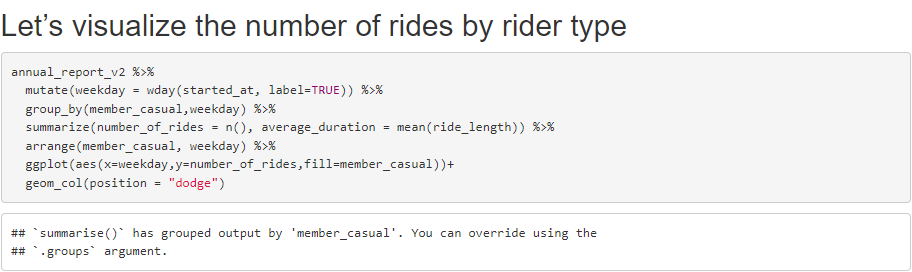 Let’s visualize the number of rides by rider type
annual_report_v2 %>%
  mutate(weekday = wday(started_at, label=TRUE)) %>%
  group_by(member_casual,weekday) %>%
  summarize(number_of_rides = n(), average_duration = mean(ride_length)) %>%
  arrange(member_casual, weekday) %>%
  ggplot(aes(x=weekday,y=number_of_rides,fill=member_casual))+
  geom_col(position = "dodge")
## `summarise()` has grouped output by 'member_casual'. You can override using the
## `.groups` argument.